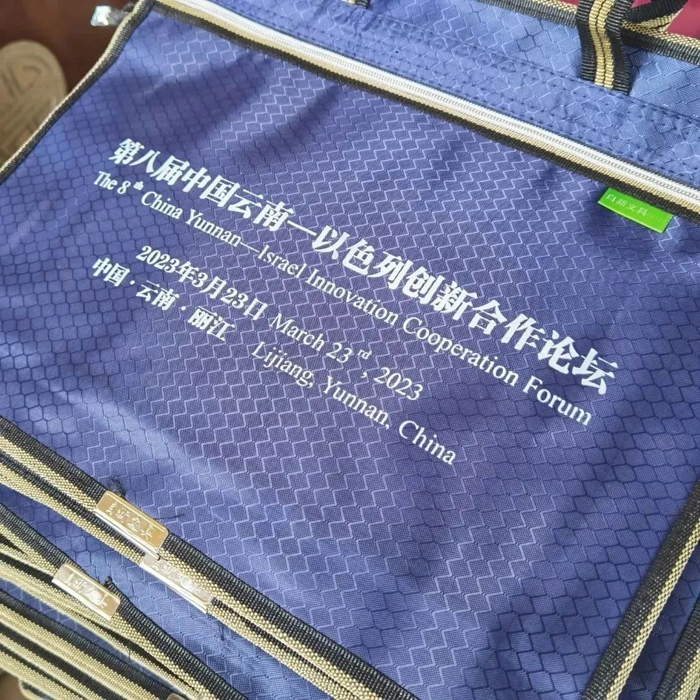 第八届中国云南—以色列创新合作论坛
The 8th China Yunnan—Israel Innovation Cooperation Forum
2023年3月23日 March 23rd, 2023
中国·云南·丽江 Lijiang, Yunnan, China